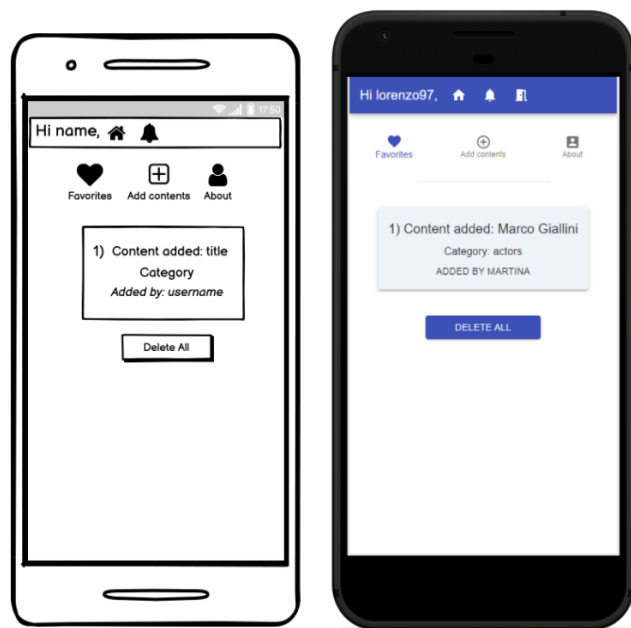 17:50
Hi name,
Favorites Add contents About
1) Content added: title
Category
Added by: username
Delete All
Hi lorenzo97,
Favorites Add contents About
1) Content added: Marco Giallini
Category: actors
ADDED BY MARTINA
DELETE ALL